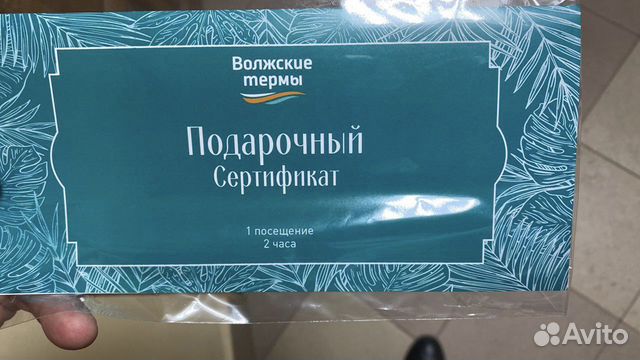 Волжские
термы
Подарочный
Сертификат
1 посещение
2 часа
Avito